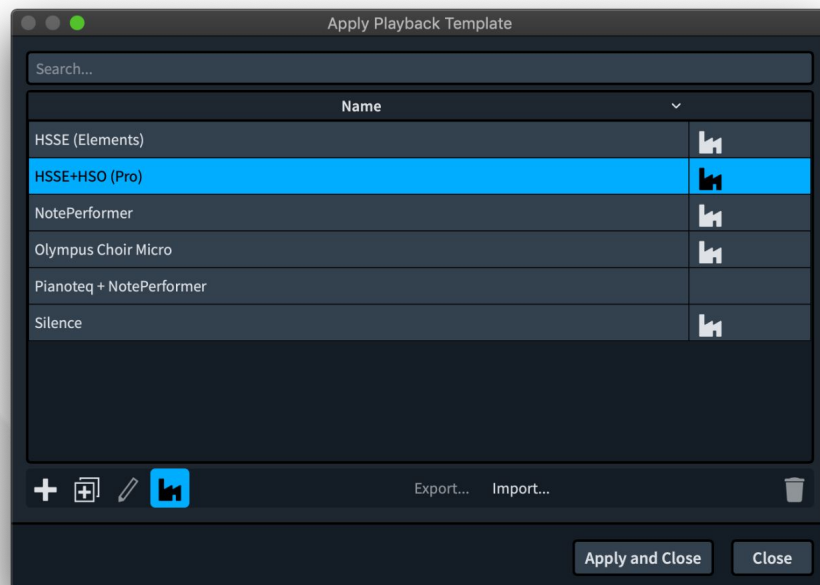 Apply Playback Template
Search...
Name
HSSE (Elements)
HSSE+HSO (Pro)
NotePerformer
Olympus Choir Micro
Pianoteq + NotePerformer
Silence
Export... Import...
Apply and Close Close